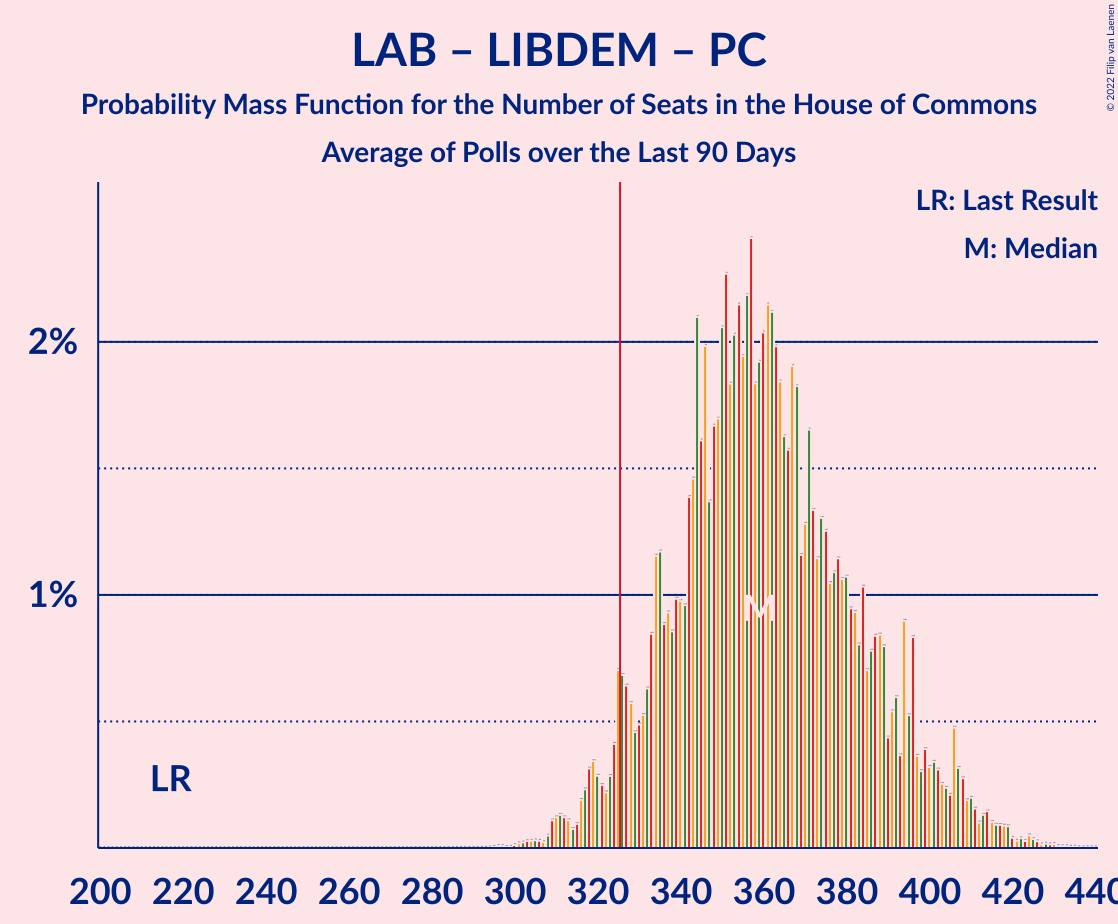 LAB – LIBDEM – PC
Probability Mass Function for the Number of Seats in the House of Commons
Average of Polls over the Last 90 Days
© 2022 Filip van Laenen
LR: Last Result
M: Median
2%
1%
M
LR
200 220 240 260 280 300 320 340 360 380 400 420 440